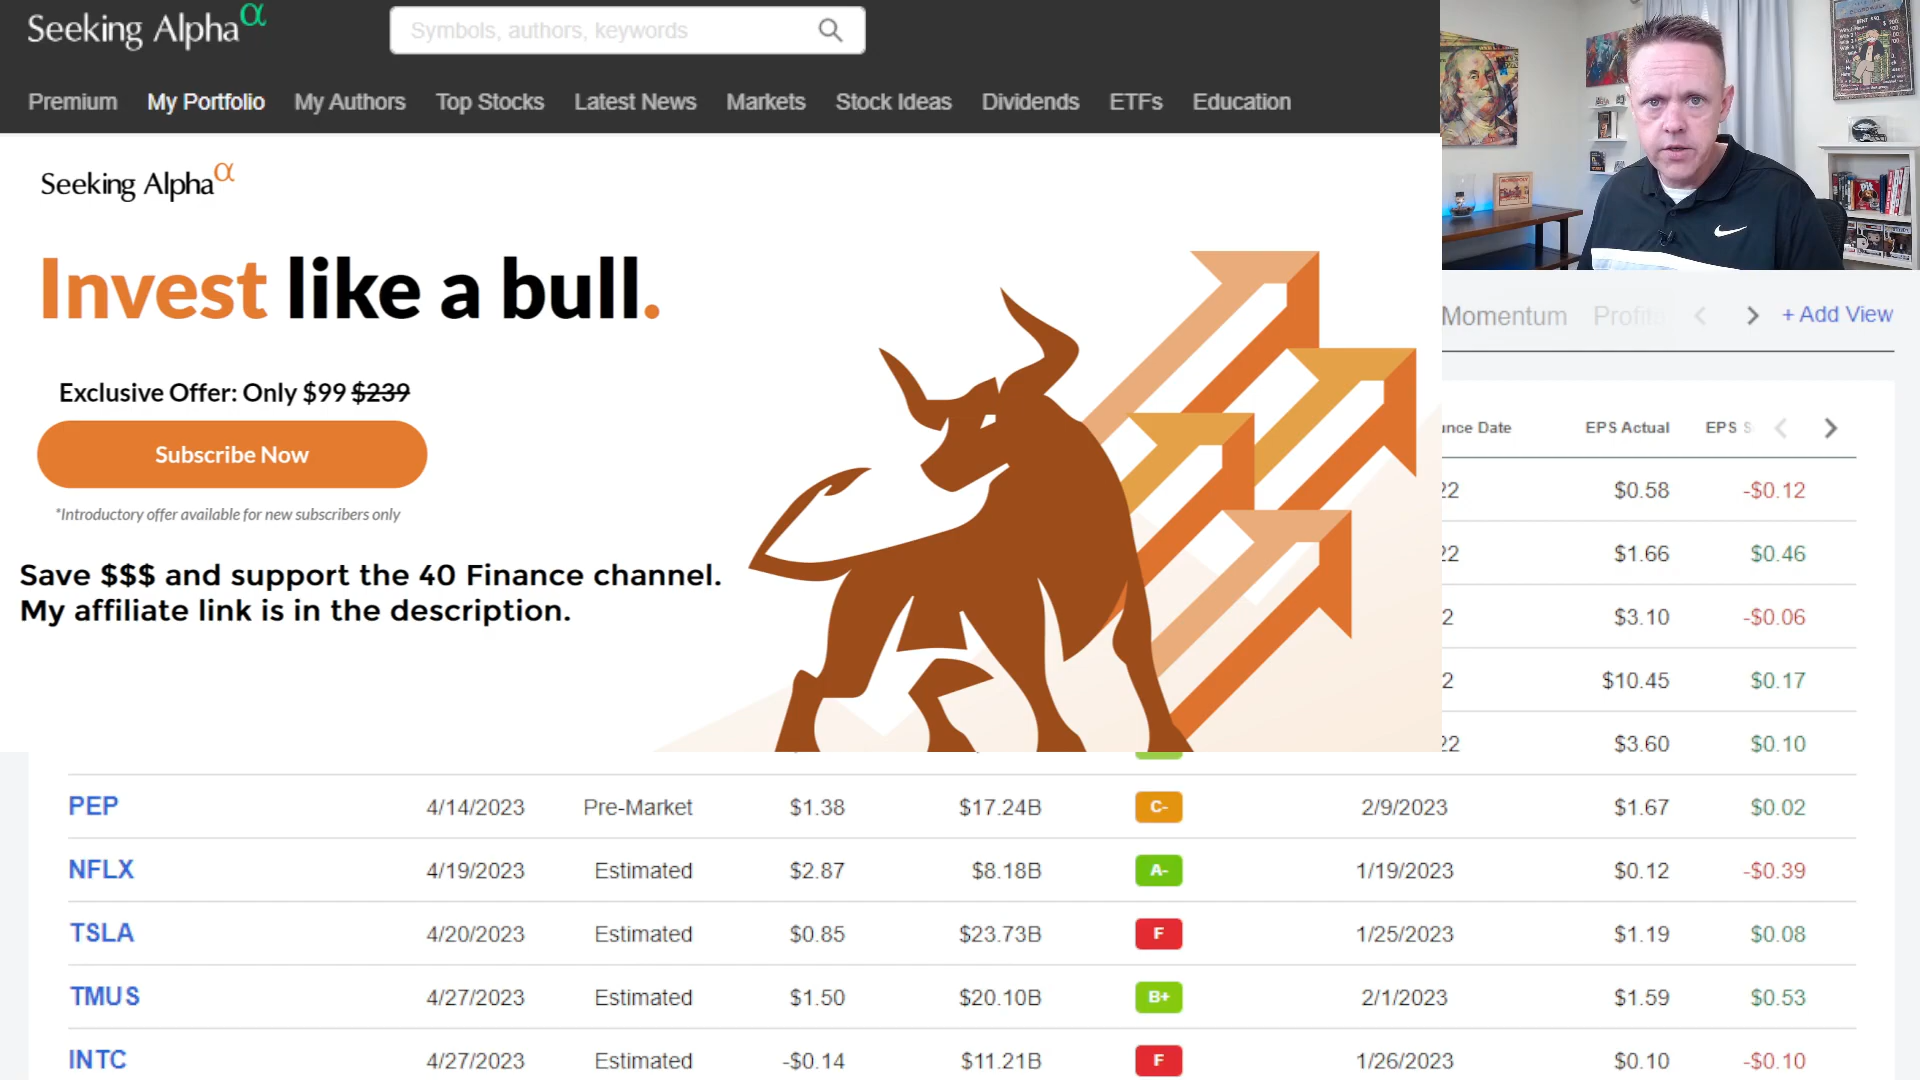 Seeking Alpha α
Symbols, authors, keywords
Premium My Portfolio My Authors Top Stocks Latest News Markets Stock Ideas Dividends ETFs Education
Seeking Alpha α
Invest like a bull.
Exclusive Offer: Only $99 $239
Subscribe Now
*Introductory offer available for new subscribers only
Save $$$ and support the 40 Finance channel.
My affiliate link is in the description.
Momentum + Add View
Date EPS Actual EPS
22 $0.58 -$0.12
22 $1.66 $0.46
2 $3.10 -$0.06
2 $10.45 $0.17
22 $3.60 $0.10
PEP 4/14/2023 Pre-Market $1.38 $17.24B C- 2/9/2023 $1.67 $0.02
NFLX 4/19/2023 Estimated $2.87 $8.18B A- 1/19/2023 $0.12 -$0.39
TSLA 4/20/2023 Estimated $0.85 $23.73B F 1/25/2023 $1.19 $0.08
TMUS 4/27/2023 Estimated $1.50 $20.10B B+ 2/1/2023 $1.59 $0.53
INTC 4/27/2023 Estimated -$0.14 $11.21B F 1/26/2023 $0.10 -$0.10